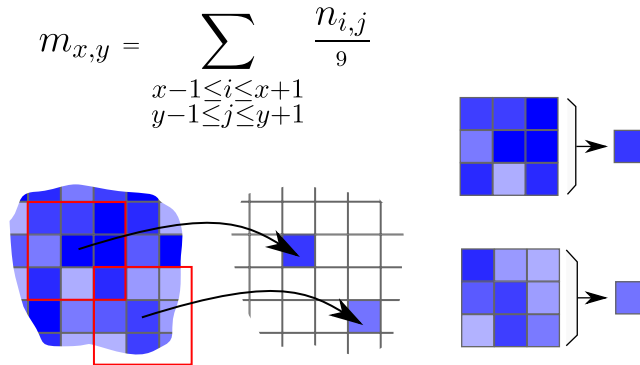 m_{x,y} = ∑ n_{i,j}/9
x−1≤i≤x+1
y−1≤j≤y+1